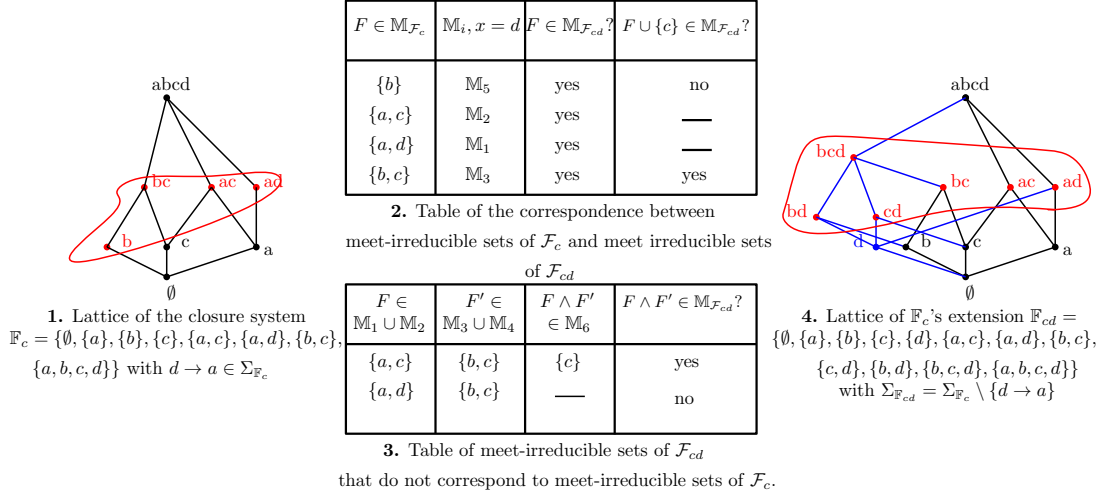 abcd
bc
ac
ad
b
c
a
∅
1. Lattice of the closure system
𝔽_c = {∅, {a}, {b}, {c}, {a, c}, {a, d}, {b, c},
{a, b, c, d}} with d → a ∈ Σ_{𝔽_c}
F ∈ 𝕄_{ℱ_c} | 𝕄_i, x = d | F ∈ 𝕄_{ℱ_cd}? | F ∪ {c} ∈ 𝕄_{ℱ_cd}?
{b} | 𝕄_5 | yes | no
{a, c} | 𝕄_2 | yes | —
{a, d} | 𝕄_1 | yes | —
{b, c} | 𝕄_3 | yes | yes
2. Table of the correspondence between
meet-irreducible sets of ℱ_c and meet irreducible sets
of ℱ_cd
F ∈ 𝕄_1 ∪ 𝕄_2 | F′ ∈ 𝕄_3 ∪ 𝕄_4 | F ∧ F′ ∈ 𝕄_6 | F ∧ F′ ∈ 𝕄_{ℱ_cd}?
{a, c} | {b, c} | {c} | yes
{a, d} | {b, c} | — | no
3. Table of meet-irreducible sets of ℱ_cd
that do not correspond to meet-irreducible sets of ℱ_c.
abcd
bcd
bc
ac
ad
bd
cd
d
b
c
a
∅
4. Lattice of 𝔽_c's extension 𝔽_cd =
{∅, {a}, {b}, {c}, {d}, {a, c}, {a, d}, {b, c},
{c, d}, {b, d}, {b, c, d}, {a, b, c, d}}
with Σ_{𝔽_cd} = Σ_{𝔽_c} \ {d → a}